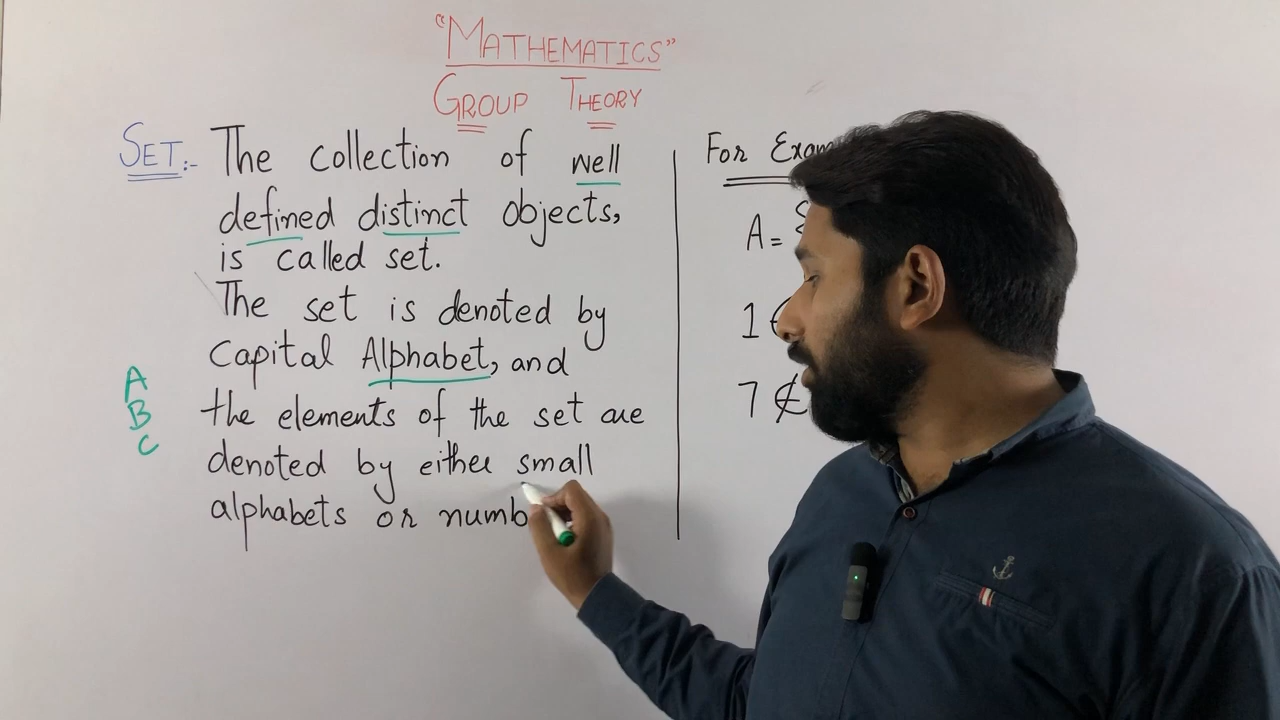 "MATHEMATICS"
GROUP THEORY
SET:- The collection of well
defined distinct objects,
is called set.
The set is denoted by
Capital Alphabet, and
the elements of the set are
denoted by either small
alphabets or numb
A
B
C
For Exam
A= {
1 ∈
7 ∉